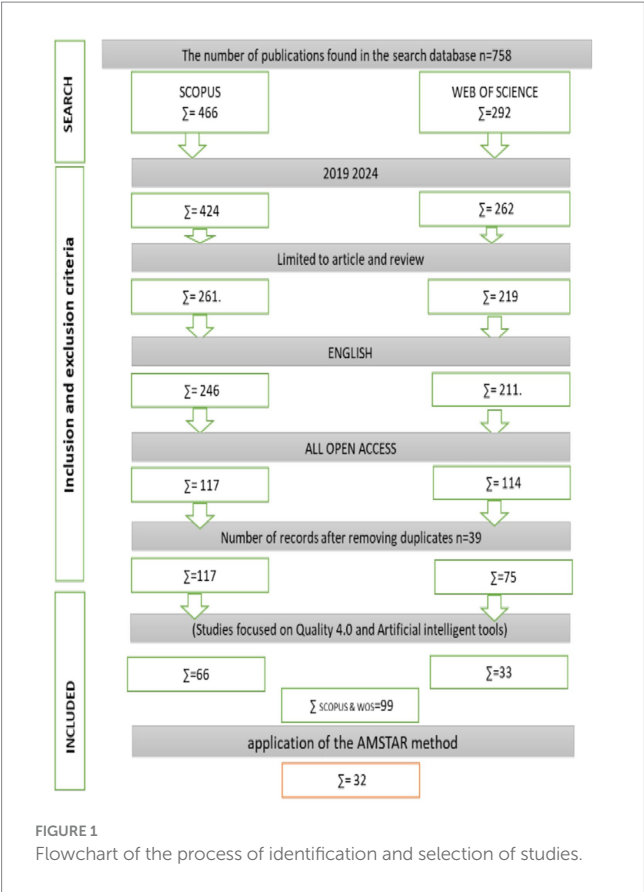 The number of publications found in the search database n=758
SEARCH
SCOPUS
∑= 466
WEB OF SCIENCE
∑=292
Inclusion and exclusion criteria
2019 2024
∑= 424
∑= 262
Limited to article and review
∑= 261.
∑= 219
ENGLISH
∑= 246
∑= 211.
ALL OPEN ACCESS
∑= 117
∑= 114
Number of records after removing duplicates n=39
∑=117
∑=75
INCLUDED
(Studies focused on Quality 4.0 and Artificial intelligent tools)
∑=66
∑=33
∑ SCOPUS & WOS=99
application of the AMSTAR method
∑= 32
FIGURE 1
Flowchart of the process of identification and selection of studies.